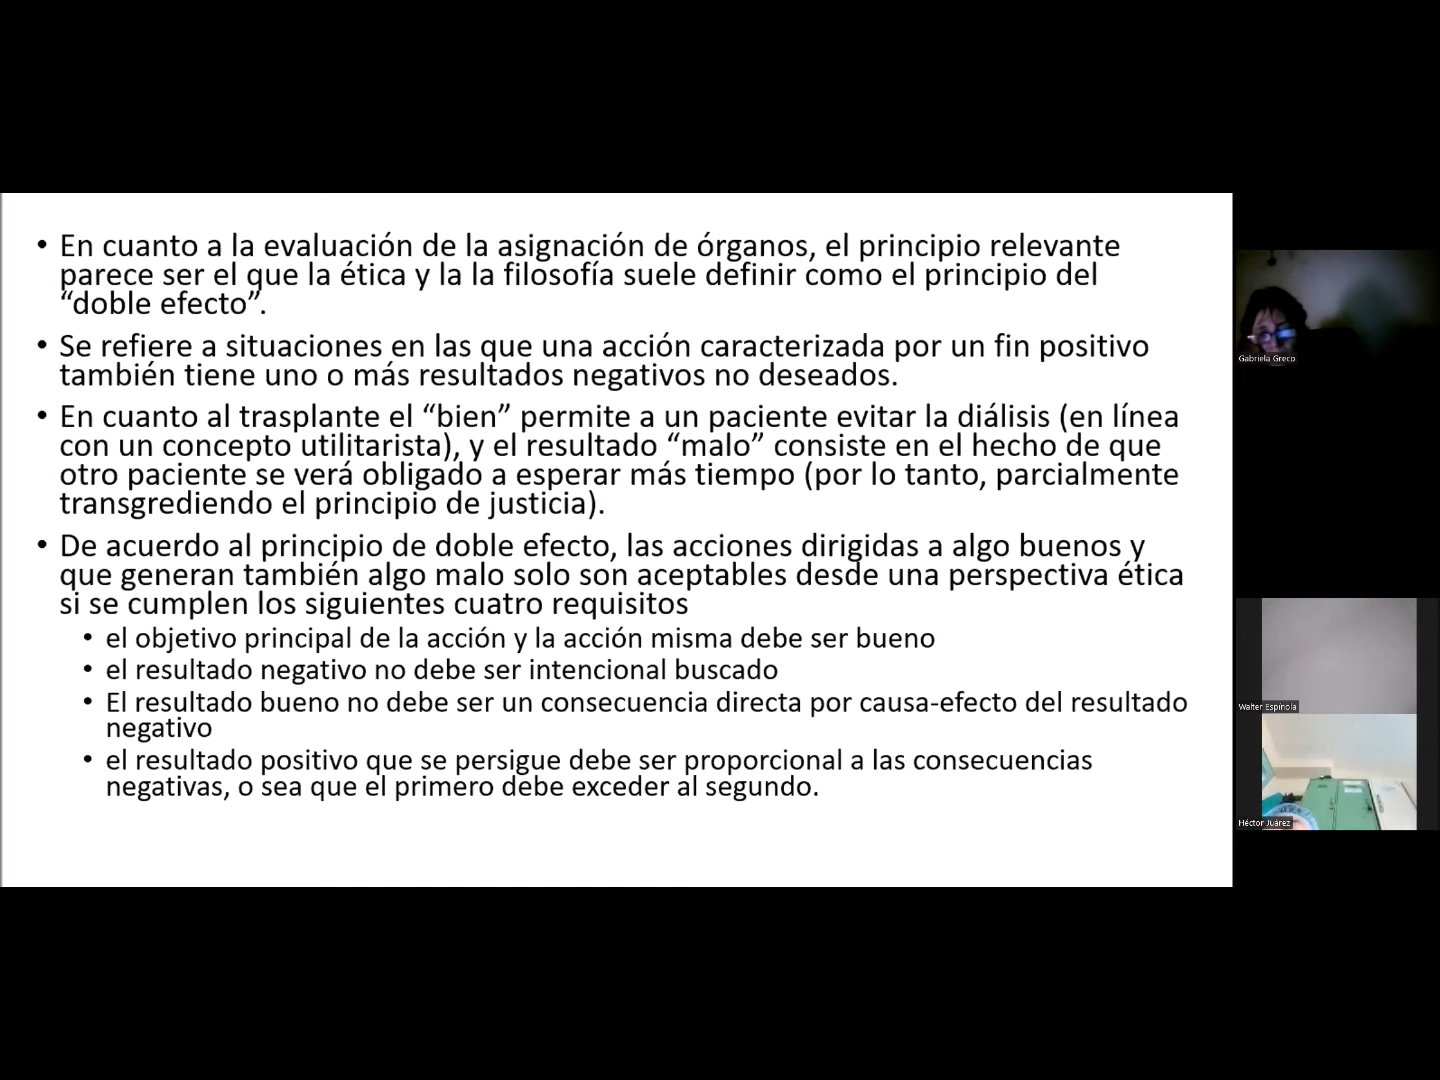 • En cuanto a la evaluación de la asignación de órganos, el principio relevante
parece ser el que la ética y la la filosofía suele definir como el principio del
“doble efecto”.
• Se refiere a situaciones en las que una acción caracterizada por un fin positivo
también tiene uno o más resultados negativos no deseados.
• En cuanto al trasplante el “bien” permite a un paciente evitar la diálisis (en línea
con un concepto utilitarista), y el resultado “malo” consiste en el hecho de que
otro paciente se verá obligado a esperar más tiempo (por lo tanto, parcialmente
transgrediendo el principio de justicia).
• De acuerdo al principio de doble efecto, las acciones dirigidas a algo buenos y
que generan también algo malo solo son aceptables desde una perspectiva ética
si se cumplen los siguientes cuatro requisitos
• el objetivo principal de la acción y la acción misma debe ser bueno
• el resultado negativo no debe ser intencional buscado
• El resultado bueno no debe ser un consecuencia directa por causa-efecto del resultado
negativo
• el resultado positivo que se persigue debe ser proporcional a las consecuencias
negativas, o sea que el primero debe exceder al segundo.
Gabriela Greco
Walter Espínola
Héctor Juárez